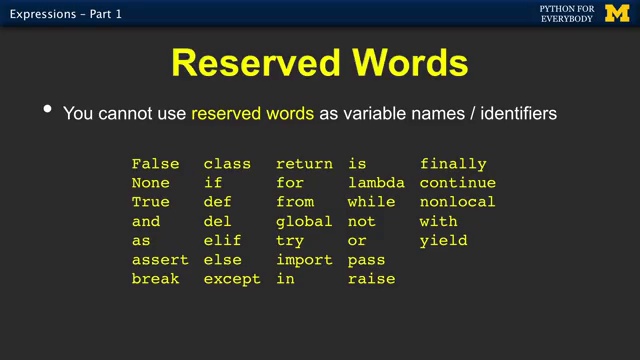 Expressions – Part 1
PYTHON FOR
EVERYBODY
M
Reserved Words
• You cannot use reserved words as variable names / identifiers
False class return is finally
None if for lambda continue
True def from while nonlocal
and del global not with
as elif try or yield
assert else import pass
break except in raise